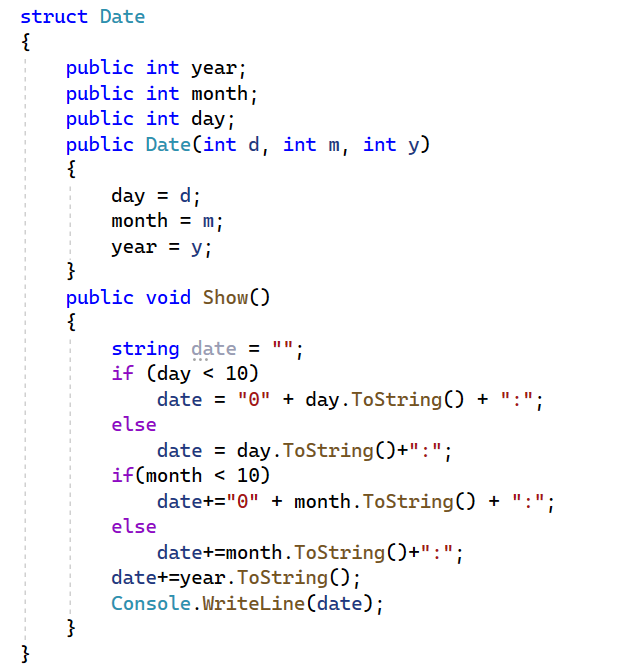 struct Date
{
    public int year;
    public int month;
    public int day;
    public Date(int d, int m, int y)
    {
        day = d;
        month = m;
        year = y;
    }
    public void Show()
    {
        string date = "";
        if (day < 10)
            date = "0" + day.ToString() + ":";
        else
            date = day.ToString()+":";
        if(month < 10)
            date+="0" + month.ToString() + ":";
        else
            date+=month.ToString()+":";
        date+=year.ToString();
        Console.WriteLine(date);
    }
}